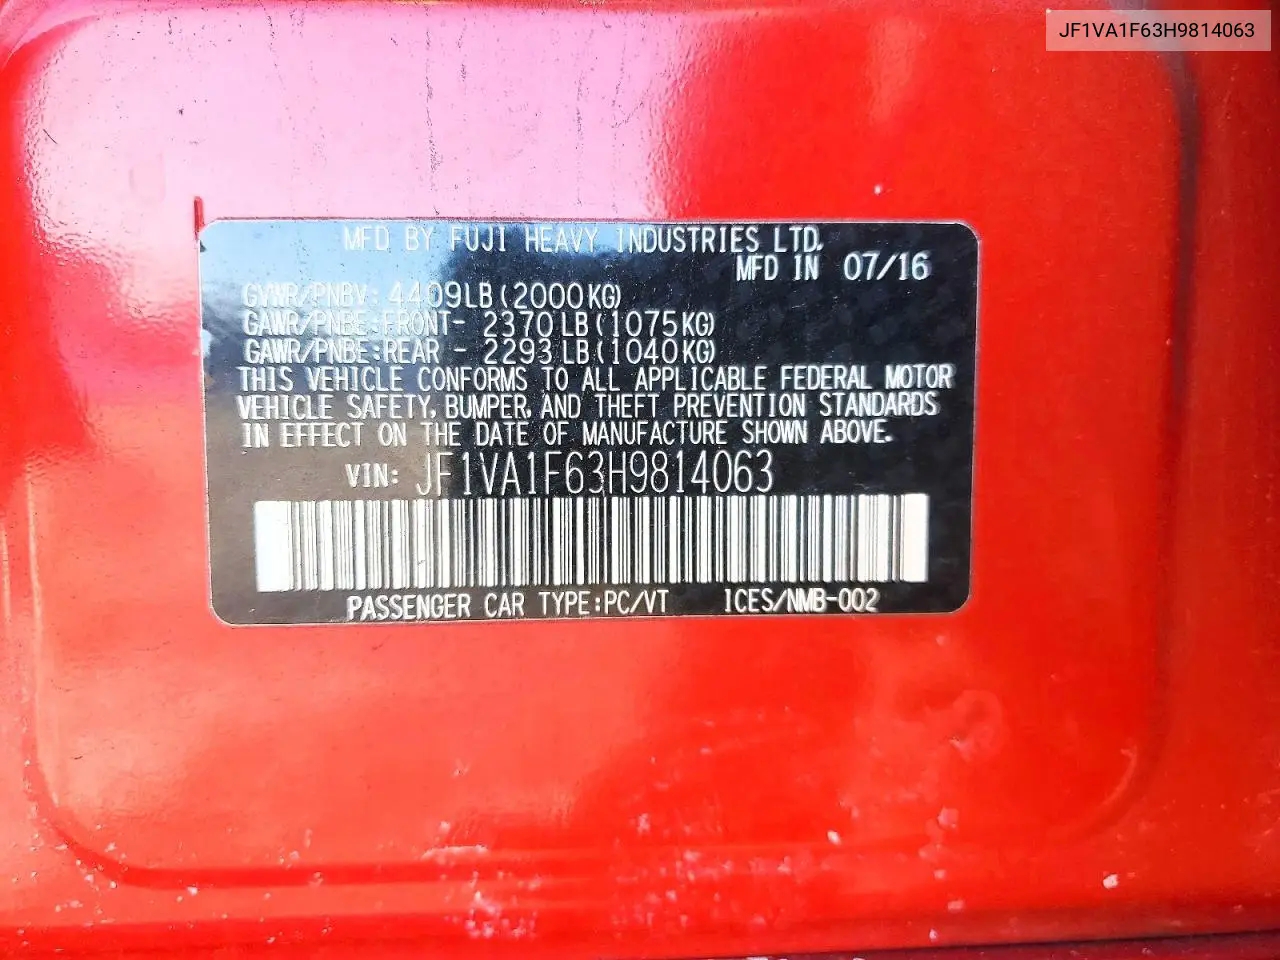 JF1VA1F63H9814063
MFD BY FUJI HEAVY INDUSTRIES LTD.
MFD IN 07/16
GVWR/PNBV: 4409LB(2000KG)
GAWR/PNBE:FRONT- 2370LB(1075KG)
GAWR/PNBE:REAR - 2293LB(1040KG)
THIS VEHICLE CONFORMS TO ALL APPLICABLE FEDERAL MOTOR
VEHICLE SAFETY, BUMPER, AND THEFT PREVENTION STANDARDS
IN EFFECT ON THE DATE OF MANUFACTURE SHOWN ABOVE.
VIN: JF1VA1F63H9814063
PASSENGER CAR TYPE:PC/VT ICES/NMB-002